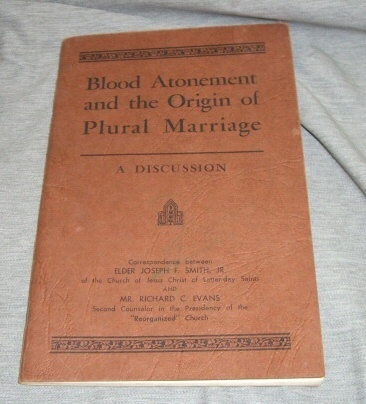 Blood Atonement
and the Origin of
Plural Marriage
A DISCUSSION
Correspondence between
ELDER JOSEPH F. SMITH, JR.
of the Church of Jesus Christ of Latter-day Saints
AND
MR. RICHARD C. EVANS
Second Counselor in the Presidency of the
"Reorganized" Church